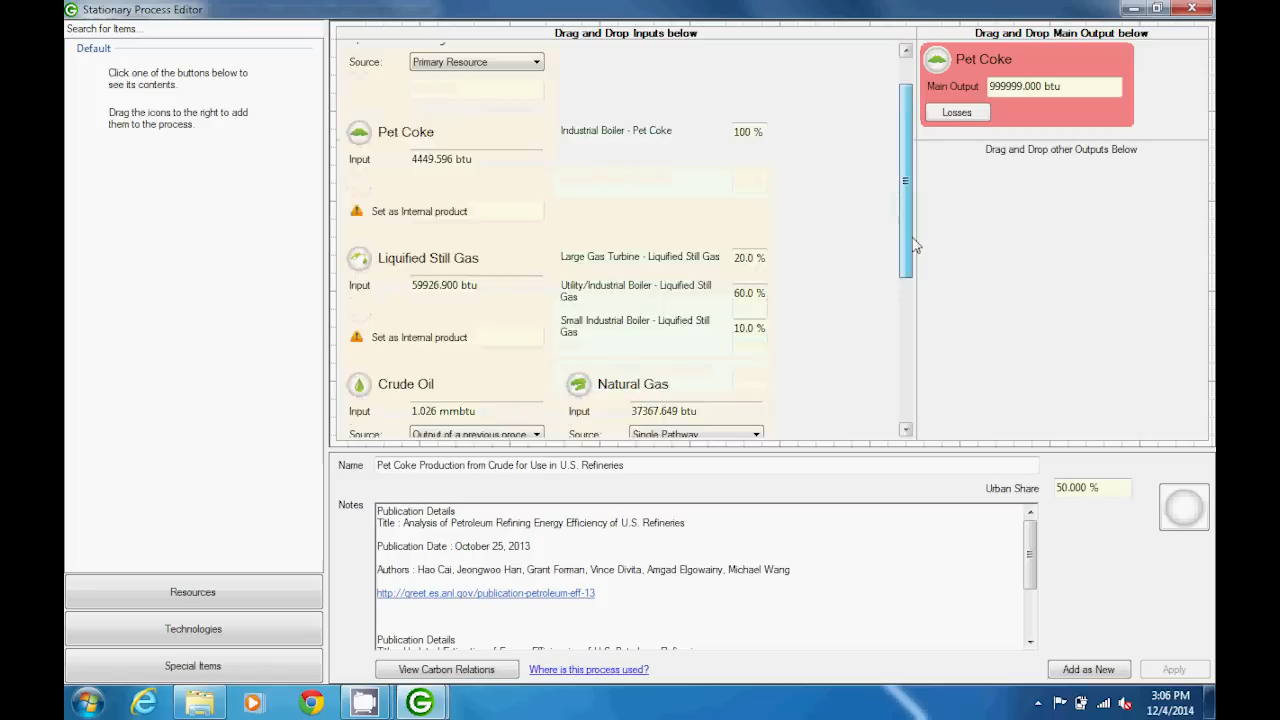 Stationary Process Editor
Search for Items...
Default
Click one of the buttons below to
see its contents.
Drag the icons to the right to add
them to the process.
Resources
Technologies
Special Items
Drag and Drop Inputs below
Source: Primary Resource
Pet Coke
Industrial Boiler - Pet Coke 100 %
Input 4449.596 btu
Set as Internal product
Liquified Still Gas
Large Gas Turbine - Liquified Still Gas 20.0 %
Input 59926.900 btu
Utility/Industrial Boiler - Liquified Still
Gas 60.0 %
Small Industrial Boiler - Liquified Still
Gas 10.0 %
Set as Internal product
Crude Oil
Input 1.026 mmbtu
Source: Output of a previous proce
Natural Gas
Input 37367.649 btu
Source: Single Pathway
Drag and Drop Main Output below
Pet Coke
Main Output 999999.000 btu
Losses
Drag and Drop other Outputs Below
Name Pet Coke Production from Crude for Use in U.S. Refineries
Urban Share 50.000 %
Notes
Publication Details
Title : Analysis of Petroleum Refining Energy Efficiency of U.S. Refineries
Publication Date : October 25, 2013
Authors : Hao Cai, Jeongwoo Han, Grant Forman, Vince Divita, Amgad Elgowainy, Michael Wang
http://greet.es.anl.gov/publication-petroleum-eff-13
Publication Details
View Carbon Relations
Where is this process used?
Add as New
Apply
3:06 PM
12/4/2014